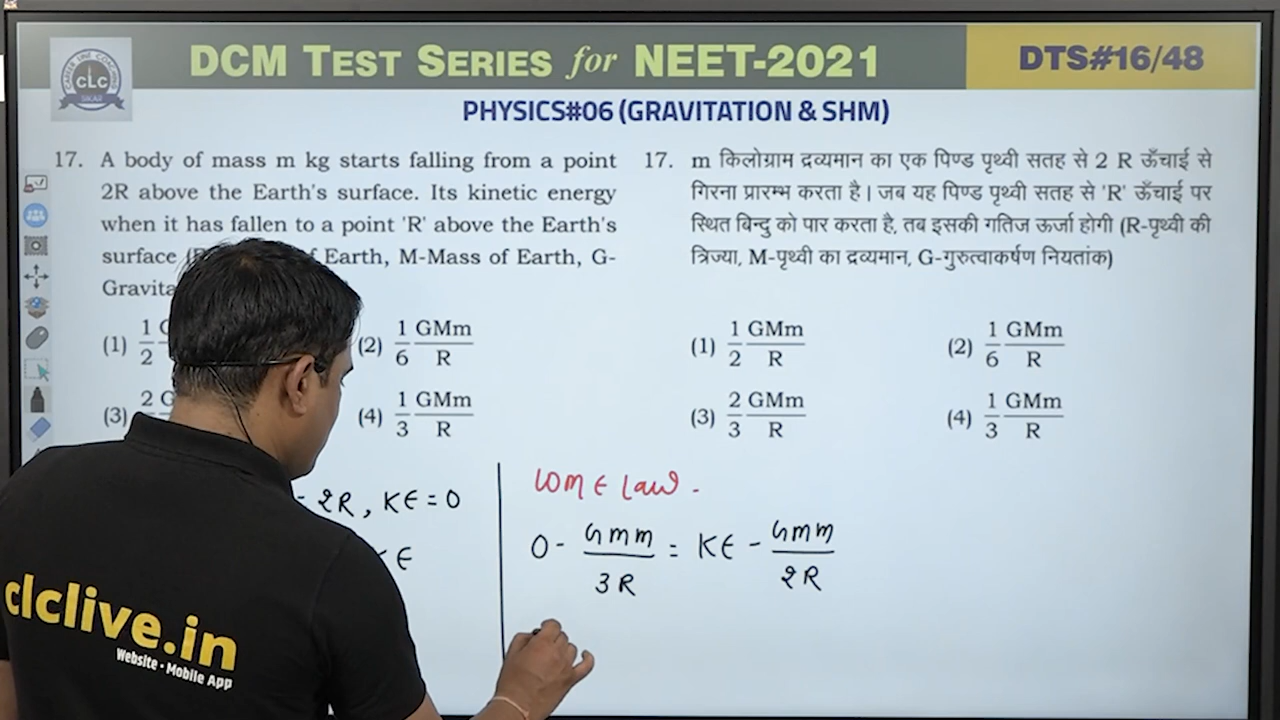 DCM TEST SERIES for NEET-2021
DTS#16/48
CLC
SIKAR
PHYSICS#06 (GRAVITATION & SHM)
17. A body of mass m kg starts falling from a point
2R above the Earth's surface. Its kinetic energy
when it has fallen to a point 'R' above the Earth's
surface Earth, M-Mass of Earth, G-
(1) 1/2
(2) 1/6 GMm/R
(3) 2
(4) 1/3 GMm/R
17. m किलोग्राम द्रव्यमान का एक पिण्ड पृथ्वी सतह से 2 R ऊँचाई से
गिरना प्रारम्भ करता है। जब यह पिण्ड पृथ्वी सतह से 'R' ऊँचाई पर
स्थित बिन्दु को पार करता है, तब इसकी गतिज ऊर्जा होगी (R-पृथ्वी की
त्रिज्या, M-पृथ्वी का द्रव्यमान, G-गुरुत्वाकर्षण नियतांक)
(1) 1/2 GMm/R
(2) 1/6 GMm/R
(3) 2/3 GMm/R
(4) 1/3 GMm/R
- 2R, KE = 0
E
COME Law -
0 - GMm/3R = KE - GMm/2R
clclive.in
Website • Mobile App